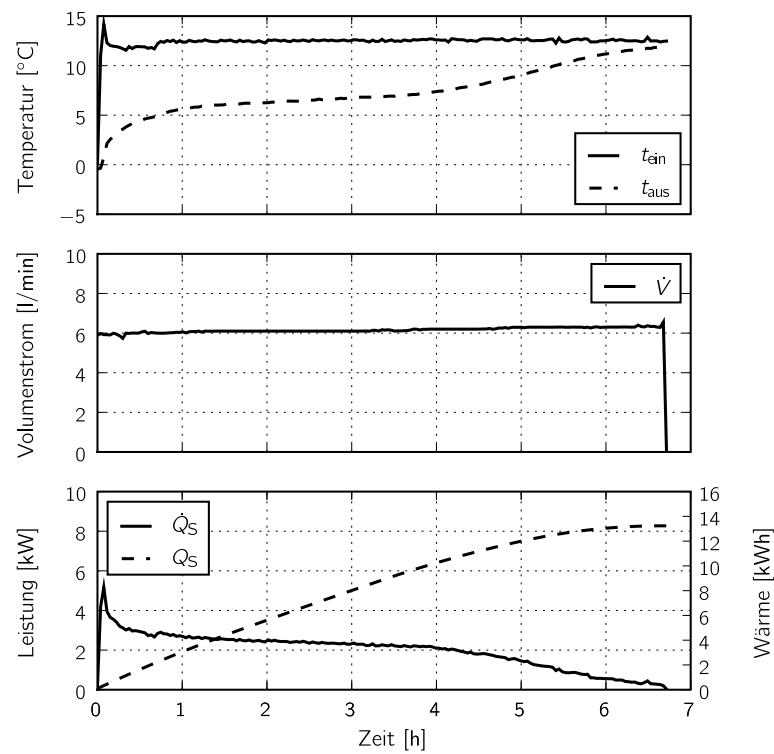 Temperatur [°C]
15
10
5
0
−5
t_ein
t_aus
Volumenstrom [l/min]
10
8
6
4
2
0
V̇
Leistung [kW]
10
8
6
4
2
0
Q̇_S
Q_S
16
14
12
10
8
6
4
2
0
Wärme [kWh]
0 1 2 3 4 5 6 7
Zeit [h]